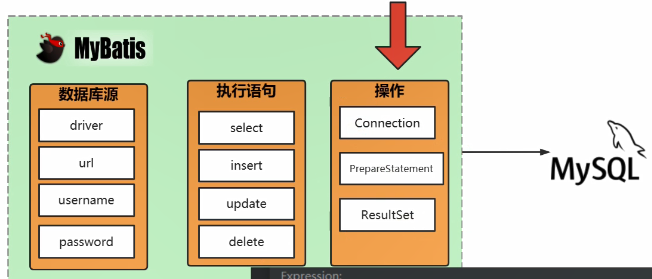 MyBatis
数据库源
driver
url
username
password
执行语句
select
insert
update
delete
操作
Connection
PrepareStatement
ResultSet
MySQL
Expression: